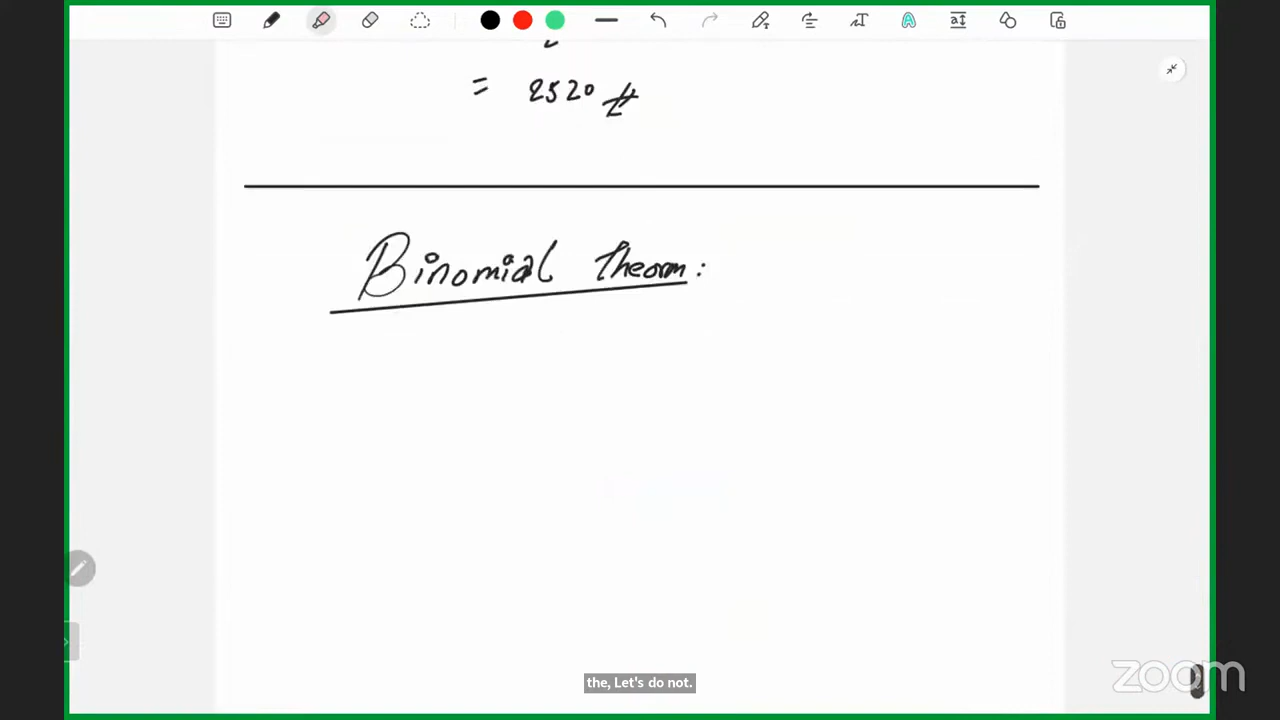 = 2520
Binomial theorm:
the, Let's do not.
zoom